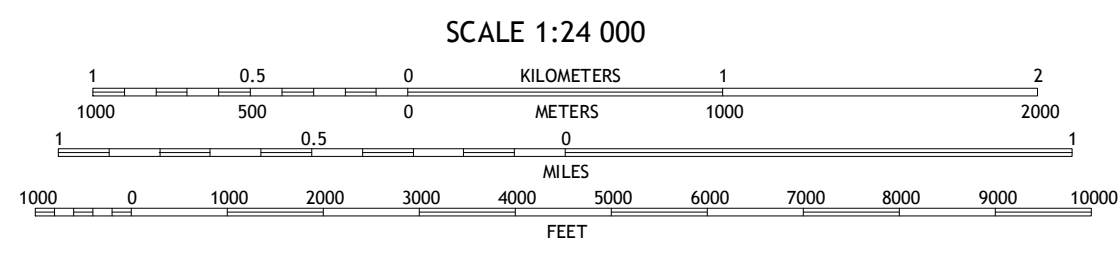 SCALE 1:24 000
1 0.5 0 KILOMETERS 1 2
1000 500 0 METERS 1000 2000
1 0.5 0 1
MILES
1000 0 1000 2000 3000 4000 5000 6000 7000 8000 9000 10000
FEET